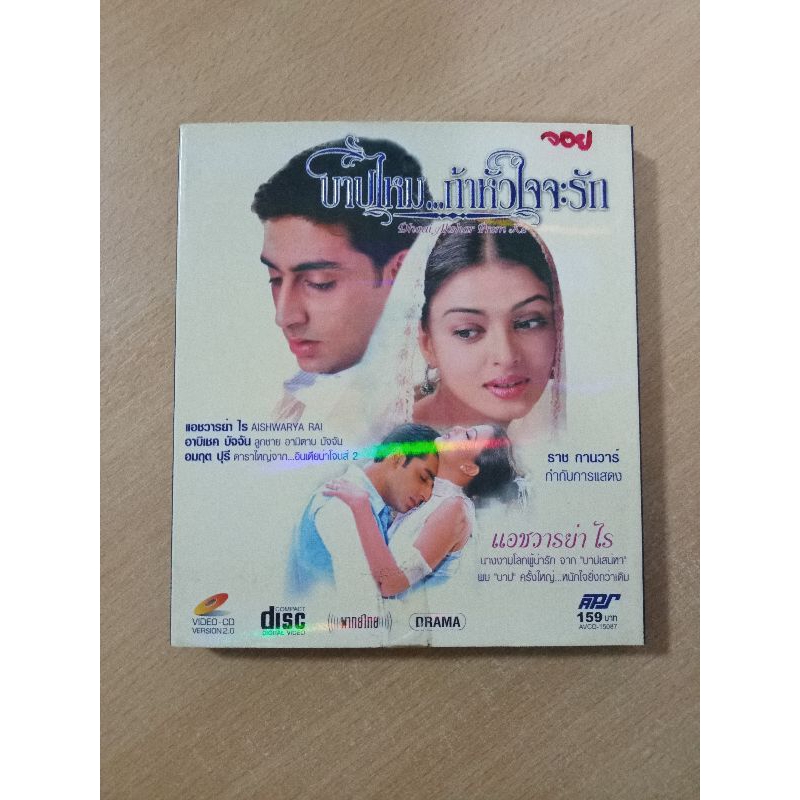 จอย
บาปไหม...ถ้าหัวใจจะรัก
Dhaai Akshar Prem Ke
แอชวารย่า ไร AISHWARYA RAI
อาบิเชค บัจจัน ลูกชาย อามิตาน บัจจัน
อมฤต ปุรี ดาราใหญ่จาก...อินเดียน่าโจนส์ 2
ราช กานวาร์
กำกับการแสดง
แอชวารย่า ไร
นางงามโลกผู้น่ารัก จาก "บาปเสน่หา"
พบ "บาป" ครั้งใหญ่...หนักใจยิ่งกว่าเดิม
VIDEO-CD
VERSION 2.0
COMPACT
disc
DIGITAL VIDEO
พากย์ไทย
DRAMA
APS
159 บาท
AVCD-15087